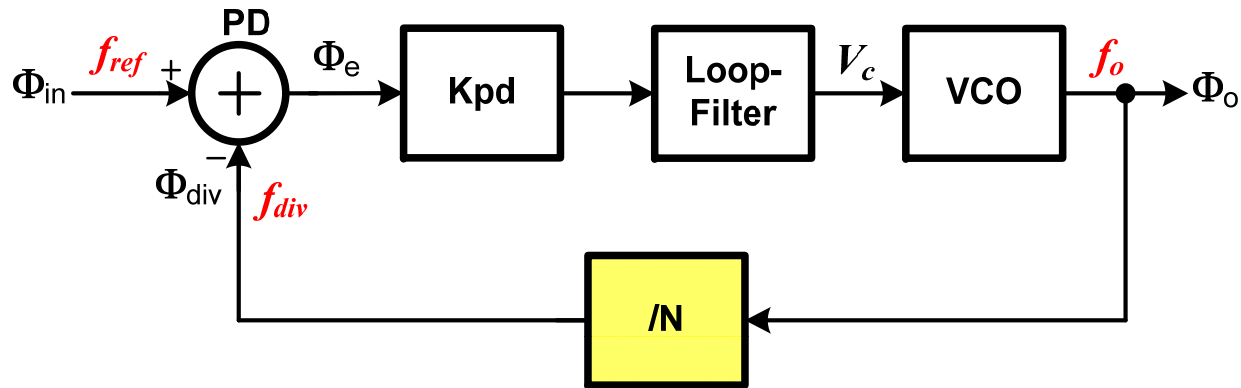 PD
Φin
fref
+
Φe
Kpd
Loop-
Filter
Vc
VCO
fo
Φo
−
Φdiv
fdiv
/N